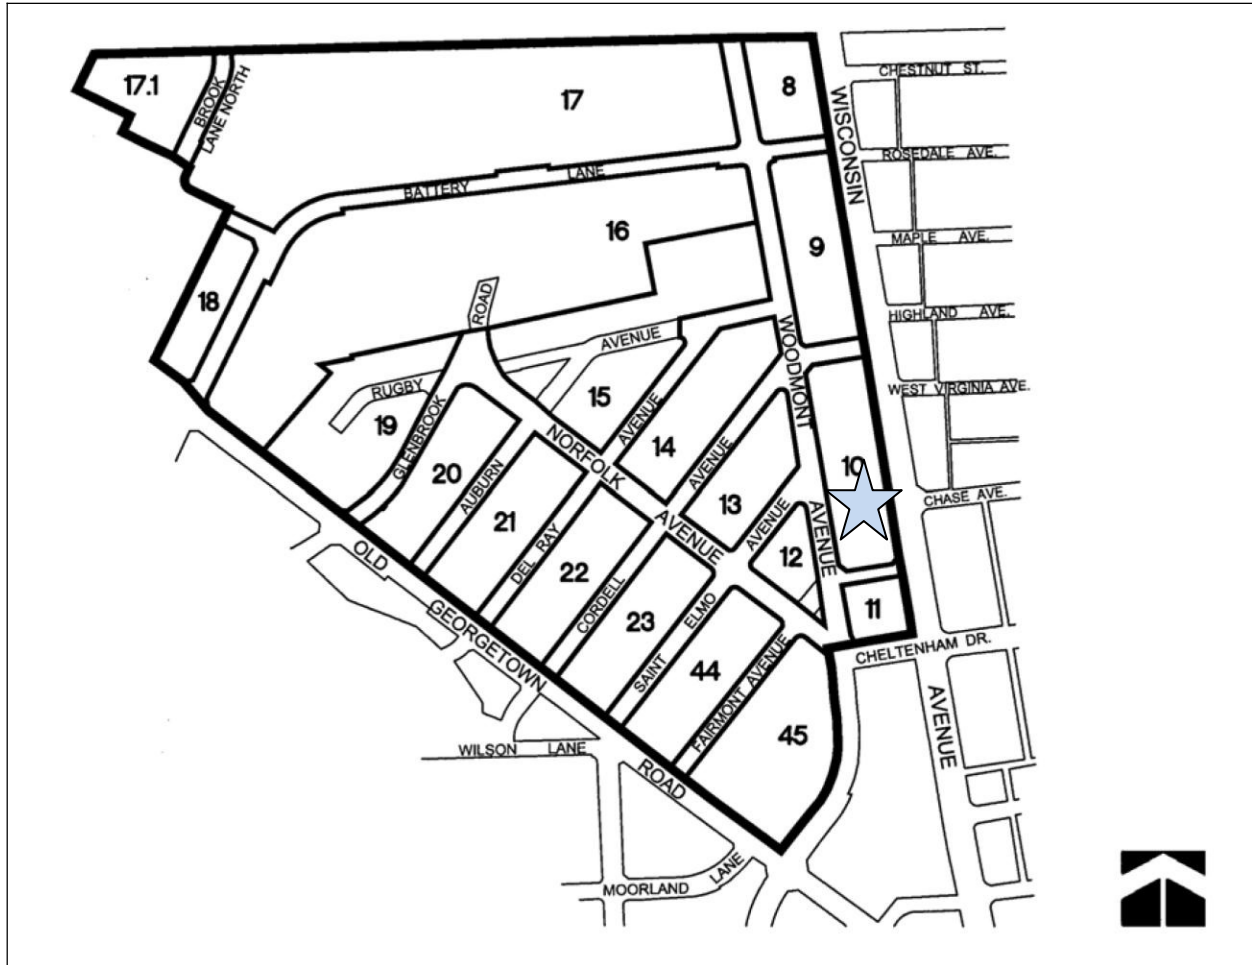 CHESTNUT ST.
17.1
BROOK
LANE NORTH
17
8
WISCONSIN
ROSEDALE AVE.
BATTERY LANE
16
9
MAPLE AVE.
18
ROAD
HIGHLAND AVE.
WOODMONT
AVENUE
RUGBY
15
WEST VIRGINIA AVE.
19
GLENBROOK
NORFOLK
AVENUE
14
AVENUE
10
20
AUBURN
13
CHASE AVE.
21
AVENUE
AVENUE
AVENUE
DEL RAY
12
OLD
22
CORDELL
11
GEORGETOWN
23
SAINT ELMO
CHELTENHAM DR.
44
FAIRMONT AVENUE
AVENUE
45
WILSON LANE
ROAD
MOORLAND LANE